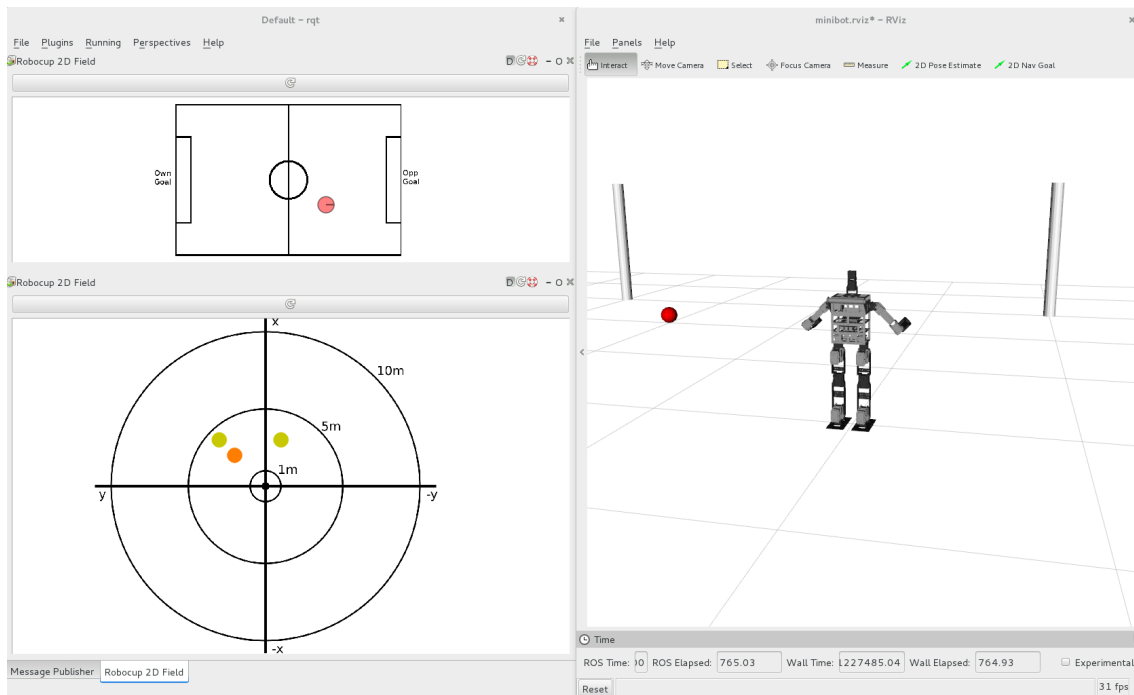 Default - rqt
File Plugins Running Perspectives Help
Robocup 2D Field
D
- O
Own
Goal
Opp
Goal
Robocup 2D Field
D
- O
x
10m
5m
1m
y
-y
-x
Message Publisher
Robocup 2D Field
minibot.rviz* - RViz
File Panels Help
Interact Move Camera Select Focus Camera Measure 2D Pose Estimate 2D Nav Goal
Time
ROS Time: ROS Elapsed: 765.03 Wall Time: 1227485.04 Wall Elapsed: 764.93 Experimental
Reset
31 fps